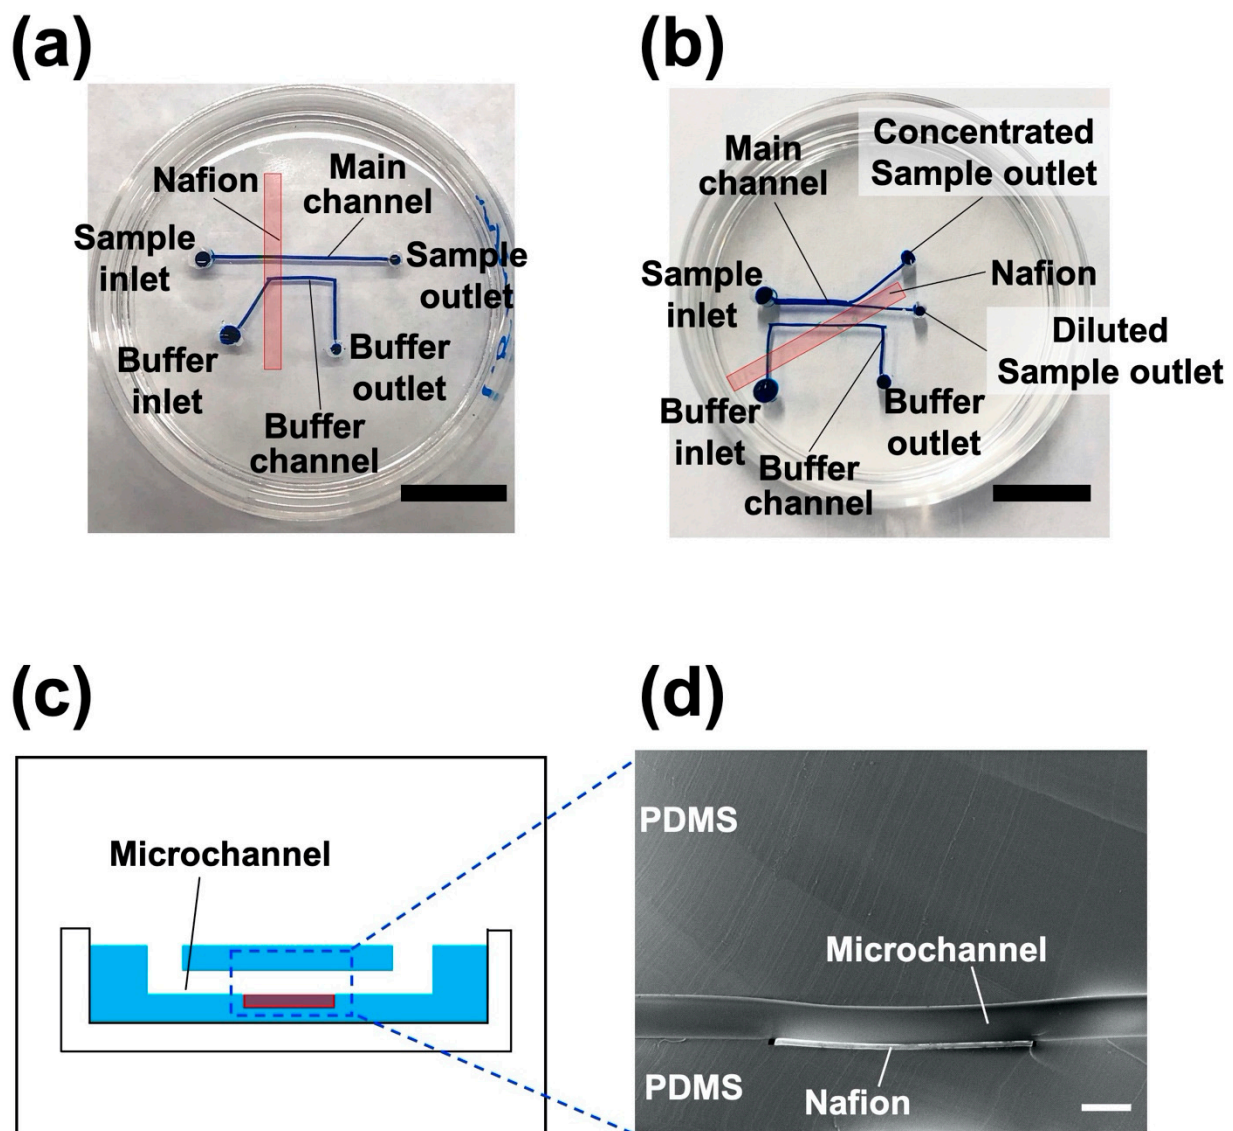 (a)
Nafion
Main
channel
Sample
inlet
Sample
outlet
Buffer
inlet
Buffer
outlet
Buffer
channel
(b)
Concentrated
Sample outlet
Main
channel
Sample
inlet
Nafion
Diluted
Sample outlet
Buffer
inlet
Buffer
outlet
Buffer
channel
(c)
Microchannel
(d)
PDMS
Microchannel
PDMS
Nafion